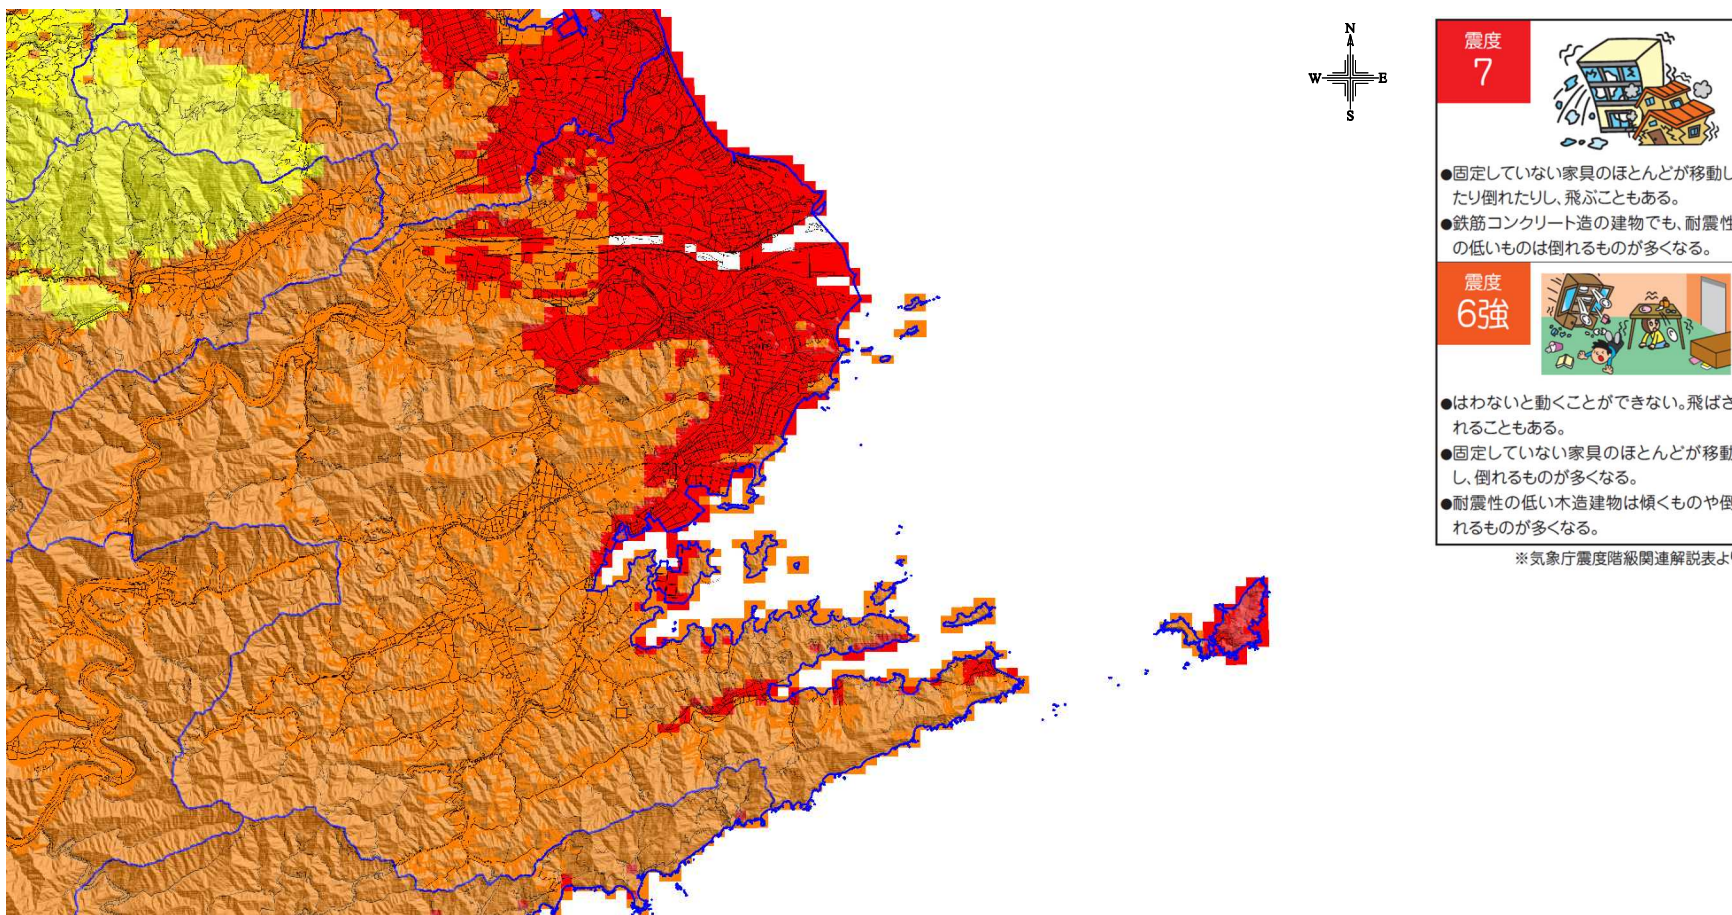 N
W
E
S
震度
7
●固定していない家具のほとんどが移動し
たり倒れたりし、飛ぶこともある。
●鉄筋コンクリート造の建物でも、耐震性
の低いものは倒れるものが多くなる。
震度
6強
●はわないと動くことができない。飛ばさ
れることもある。
●固定していない家具のほとんどが移動
し、倒れるものが多くなる。
●耐震性の低い木造建物は傾くものや倒
れるものが多くなる。
※気象庁震度階級関連解説表よ